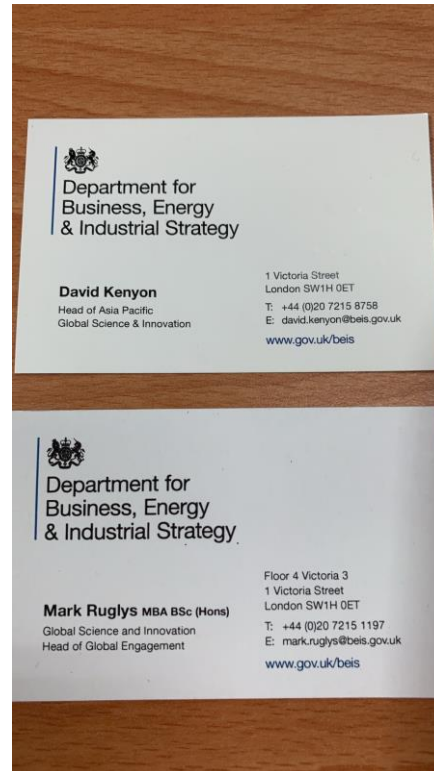 Department for
Business, Energy
& Industrial Strategy
David Kenyon
Head of Asia Pacific
Global Science & Innovation
1 Victoria Street
London SW1H 0ET
T: +44 (0)20 7215 8758
E: david.kenyon@beis.gov.uk
www.gov.uk/beis
Department for
Business, Energy
& Industrial Strategy
Mark Ruglys MBA BSc (Hons)
Global Science and Innovation
Head of Global Engagement
Floor 4 Victoria 3
1 Victoria Street
London SW1H 0ET
T: +44 (0)20 7215 1197
E: mark.ruglys@beis.gov.uk
www.gov.uk/beis